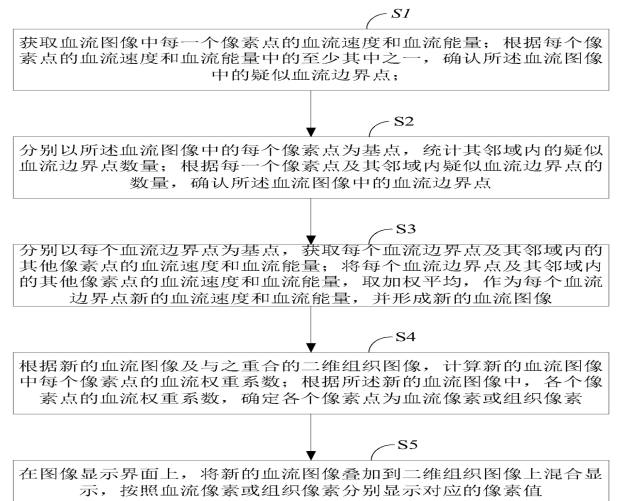 S1
获取血流图像中每一个像素点的血流速度和血流能量；根据每个像
素点的血流速度和血流能量中的至少其中之一，确认所述血流图像
中的疑似血流边界点；
S2
分别以所述血流图像中的每个像素点为基点，统计其邻域内的疑似
血流边界点数量；根据每一个像素点及其邻域内疑似血流边界点的
数量，确认所述血流图像中的血流边界点
S3
分别以每个血流边界点为基点，获取每个血流边界点及其邻域内的
其他像素点的血流速度和血流能量；将每个血流边界点及其邻域内
的其他像素点的血流速度和血流能量，取加权平均，作为每个血流
边界点新的血流速度和血流能量，并形成新的血流图像
S4
根据新的血流图像及与之重合的二维组织图像，计算新的血流图像
中每个像素点的血流权重系数；根据所述新的血流图像中，各个像
素点的血流权重系数，确定各个像素点为血流像素或组织像素
S5
在图像显示界面上，将新的血流图像叠加到二维组织图像上混合显
示，按照血流像素或组织像素分别显示对应的像素值